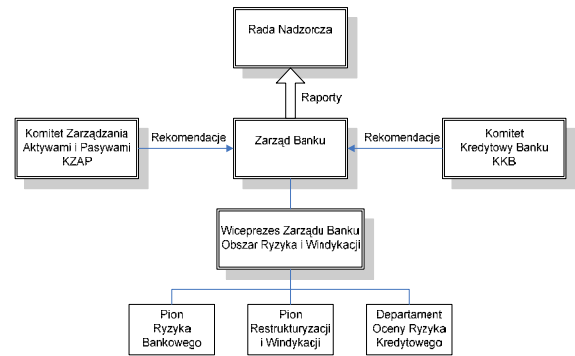 Rada Nadzorcza
Raporty
Komitet Zarządzania
Aktywami i Pasywami
KZAP
Rekomendacje
Zarząd Banku
Rekomendacje
Komitet
Kredytowy Banku
KKB
Wiceprezes Zarządu Banku
Obszar Ryzyka i Windykacji
Pion
Ryzyka
Bankowego
Pion
Restrukturyzacji
i Windykacji
Departament
Oceny Ryzyka
Kredytowego